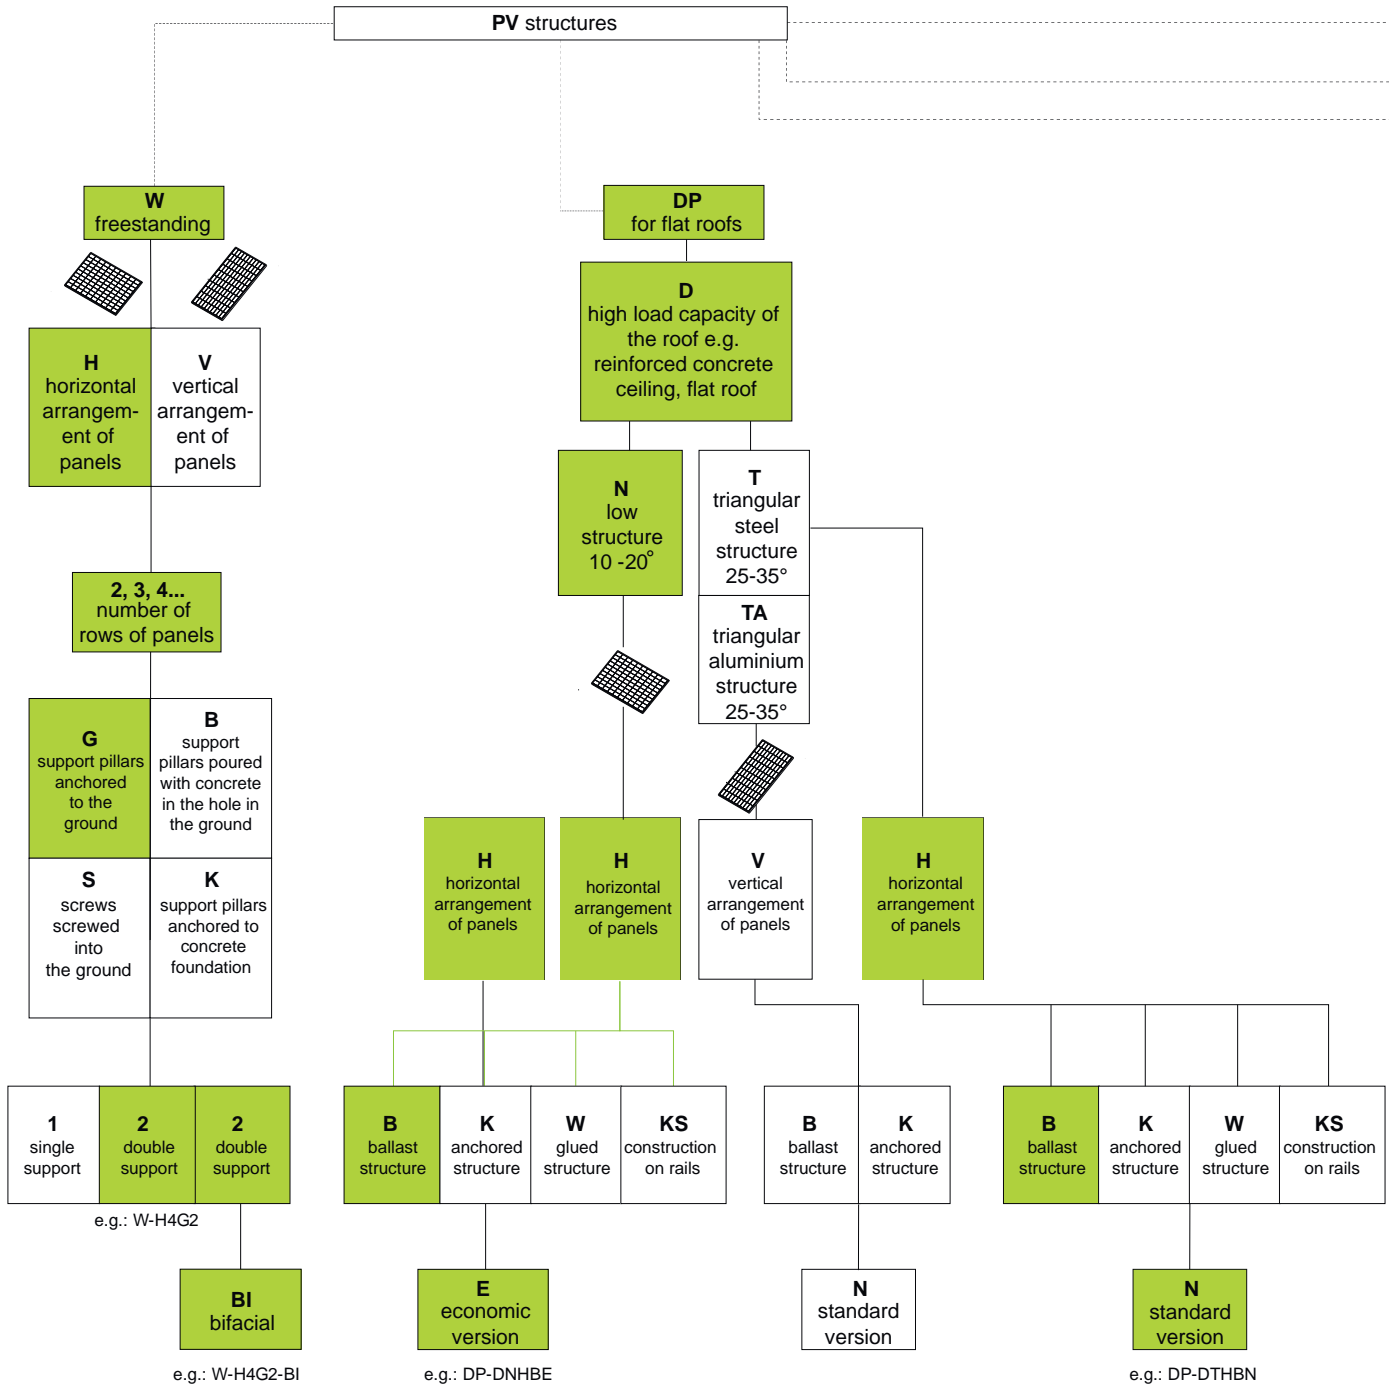 PV structures
W
freestanding
H
horizontal
arrangem-
ent of
panels
V
vertical
arrangem-
ent of
panels
2, 3, 4...
number of
rows of panels
G
support pillars
anchored
to the
ground
B
support
pillars poured
with concrete
in the hole in
the ground
S
screws
screwed
into
the ground
K
support pillars
anchored to
concrete
foundation
1
single
support
2
double
support
2
double
support
e.g.: W-H4G2
BI
bifacial
e.g.: W-H4G2-BI
DP
for flat roofs
D
high load capacity of
the roof e.g.
reinforced concrete
ceiling, flat roof
N
low
structure
10 -20°
T
triangular
steel
structure
25-35°
TA
triangular
aluminium
structure
25-35°
H
horizontal
arrangement
of panels
H
horizontal
arrangement
of panels
V
vertical
arrangement
of panels
H
horizontal
arrangement
of panels
B
ballast
structure
K
anchored
structure
W
glued
structure
KS
construction
on rails
B
ballast
structure
K
anchored
structure
B
ballast
structure
K
anchored
structure
W
glued
structure
KS
construction
on rails
E
economic
version
N
standard
version
N
standard
version
e.g.: DP-DNHBE
e.g.: DP-DTHBN